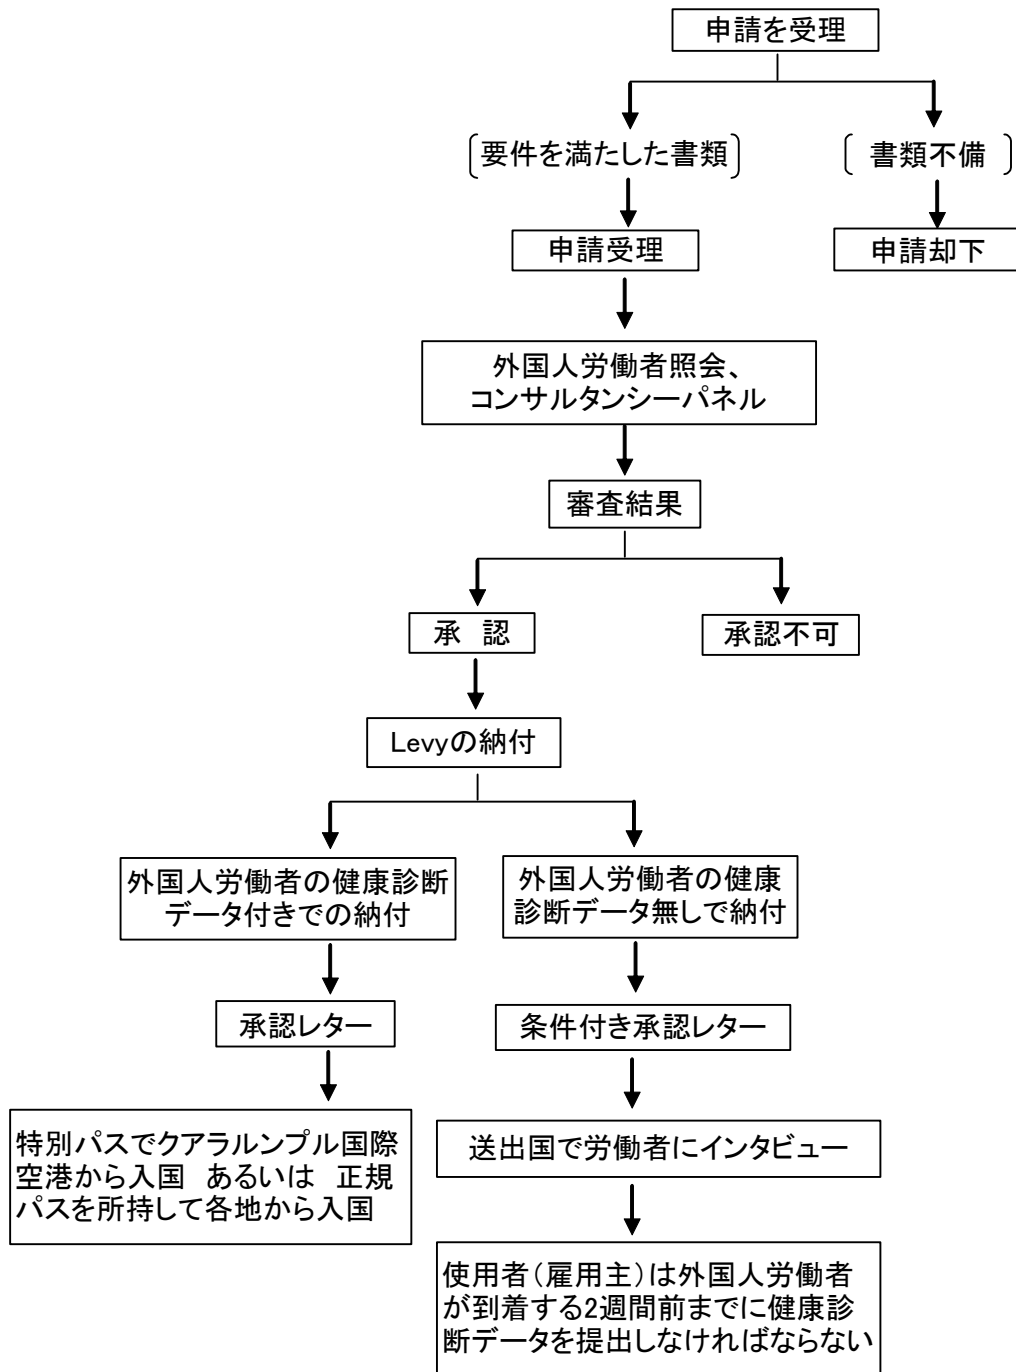 申請を受理
〔要件を満たした書類〕
〔 書類不備 〕
申請受理
申請却下
外国人労働者照会、
コンサルタンシーパネル
審査結果
承　認
承認不可
Levyの納付
外国人労働者の健康診断
データ付きでの納付
外国人労働者の健康
診断データ無しで納付
承認レター
条件付き承認レター
特別パスでクアラルンプル国際
空港から入国　あるいは　正規
パスを所持して各地から入国
送出国で労働者にインタビュー
使用者（雇用主）は外国人労働者
が到着する2週間前までに健康診
断データを提出しなければならない